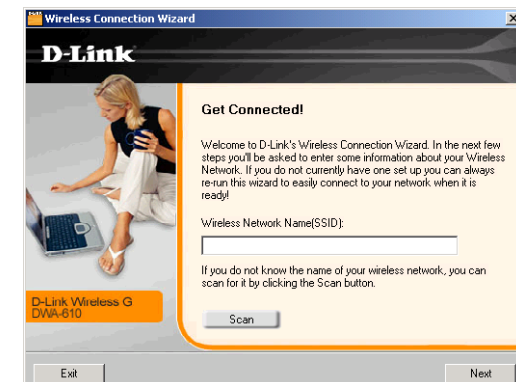 Wireless Connection Wizard
D-Link
Get Connected!
Welcome to D-Link's Wireless Connection Wizard. In the next few
steps you'll be asked to enter some information about your Wireless
Network. If you do not currently have one set up you can always
re-run this wizard to easily connect to your network when it is
ready!
Wireless Network Name(SSID):
If you do not know the name of your wireless network, you can
scan for it by clicking the Scan button.
D-Link Wireless G
DWA-610
Scan
Exit
Next